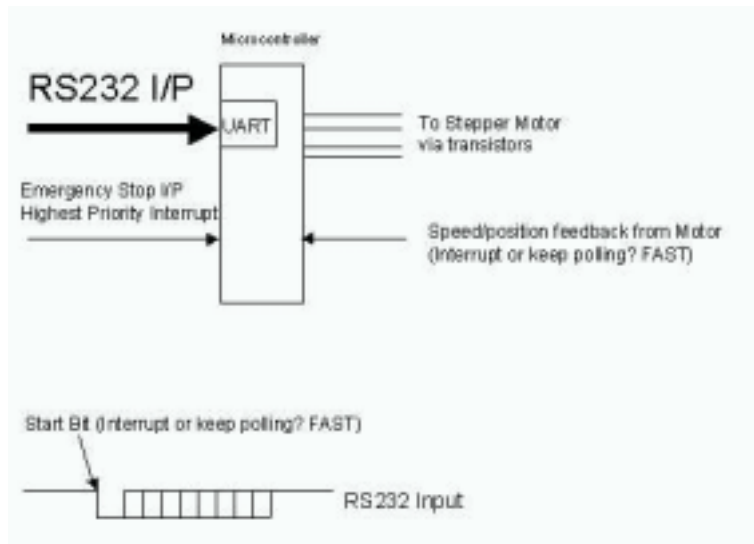 Microcontroller
RS232 I/P
UART
To Stepper Motor
via transistors
Emergency Stop I/P
Highest Priority Interrupt
Speed/position feedback from Motor
(Interrupt or keep polling? FAST)
Start Bit (Interrupt or keep polling? FAST)
RS232 Input